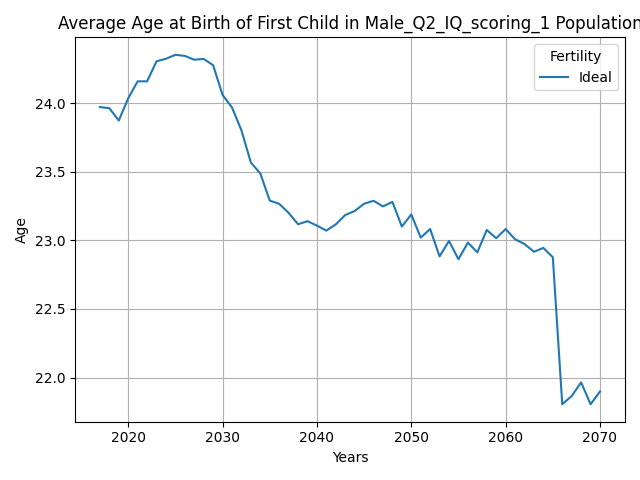 Average Age at Birth of First Child in Male_Q2_IQ_scoring_1 Population
Fertility
Ideal
Age
24.0
23.5
23.0
22.5
22.0
2020 2030 2040 2050 2060 2070
Years